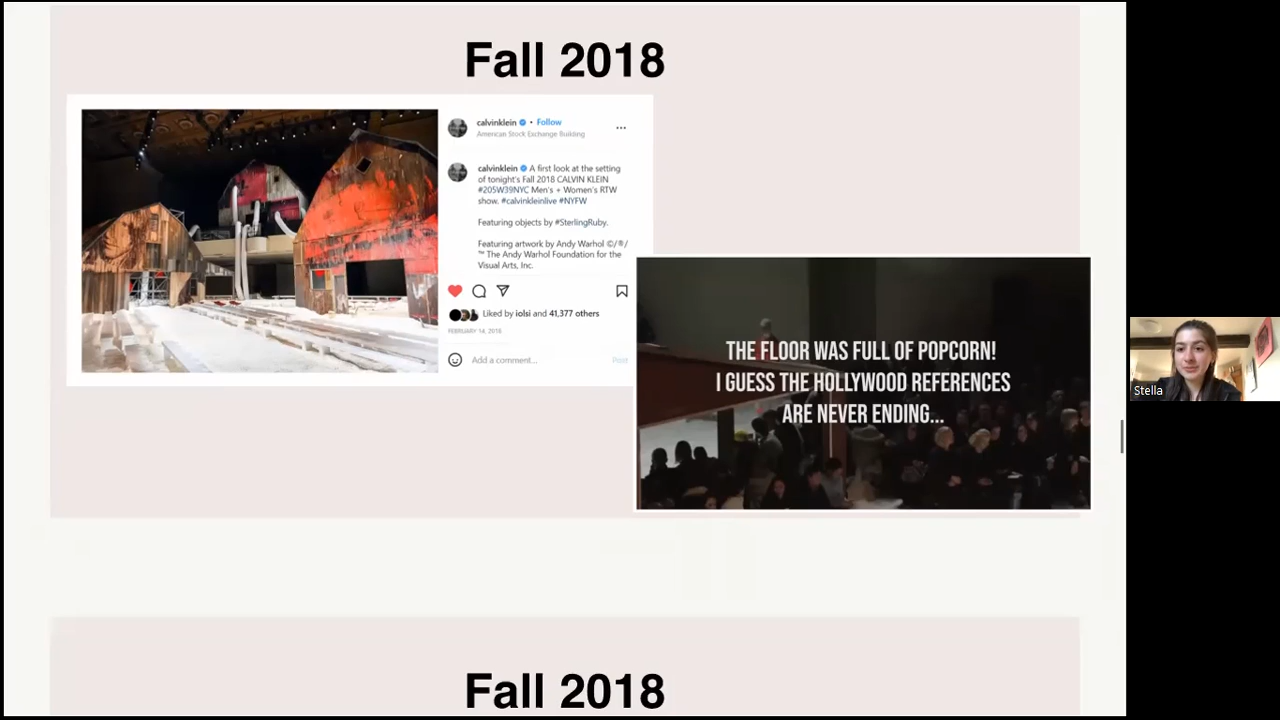 Fall 2018
calvinklein • Follow
American Stock Exchange Building
calvinklein A first look at the setting
of tonight's Fall 2018 CALVIN KLEIN
#205W39NYC Men's + Women's RTW
show. #calvinkleinlive #NYFW
Featuring objects by #SterlingRuby.
Featuring artwork by Andy Warhol ©/®/
™ The Andy Warhol Foundation for the
Visual Arts, Inc.
Liked by iolsi and 41,377 others
FEBRUARY 14, 2018
Add a comment...
Post
THE FLOOR WAS FULL OF POPCORN!
I GUESS THE HOLLYWOOD REFERENCES
ARE NEVER ENDING...
Stella
Fall 2018